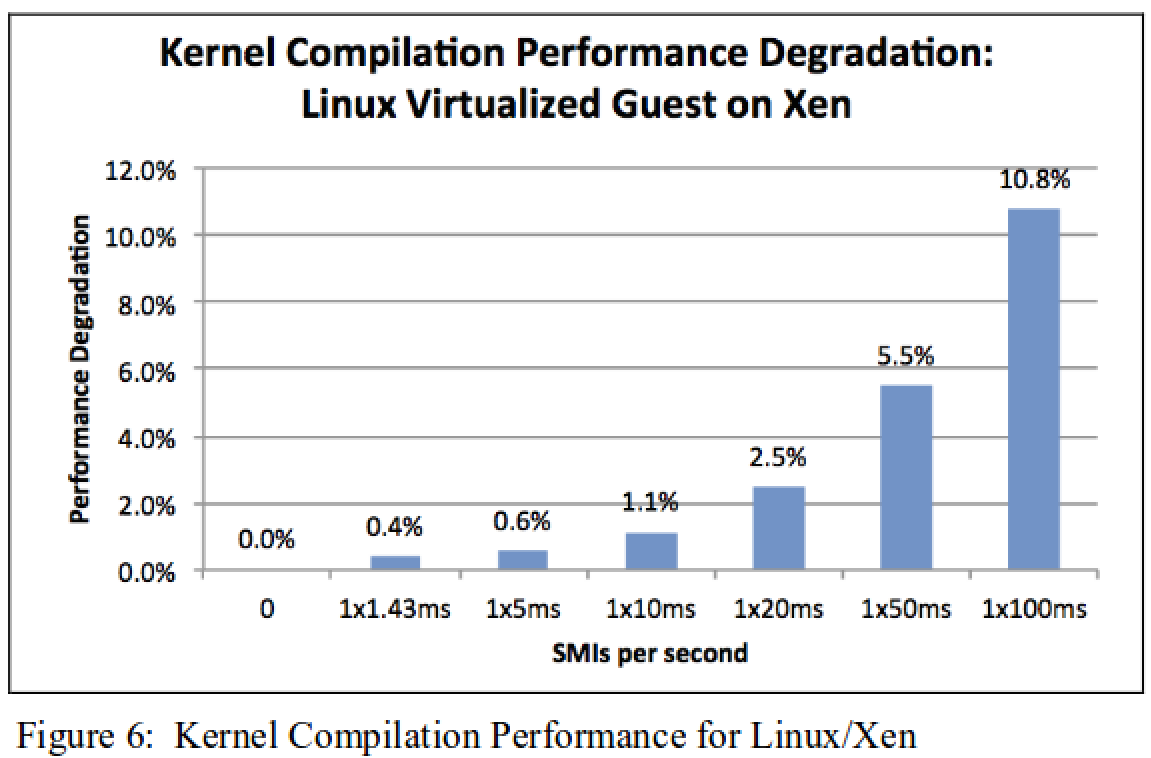 Kernel Compilation Performance Degradation:
Linux Virtualized Guest on Xen
12.0%
10.0%
8.0%
6.0%
4.0%
2.0%
0.0%
Performance Degradation
0.0%
0.4%
0.6%
1.1%
2.5%
5.5%
10.8%
0
1x1.43ms
1x5ms
1x10ms
1x20ms
1x50ms
1x100ms
SMIs per second
Figure 6: Kernel Compilation Performance for Linux/Xen